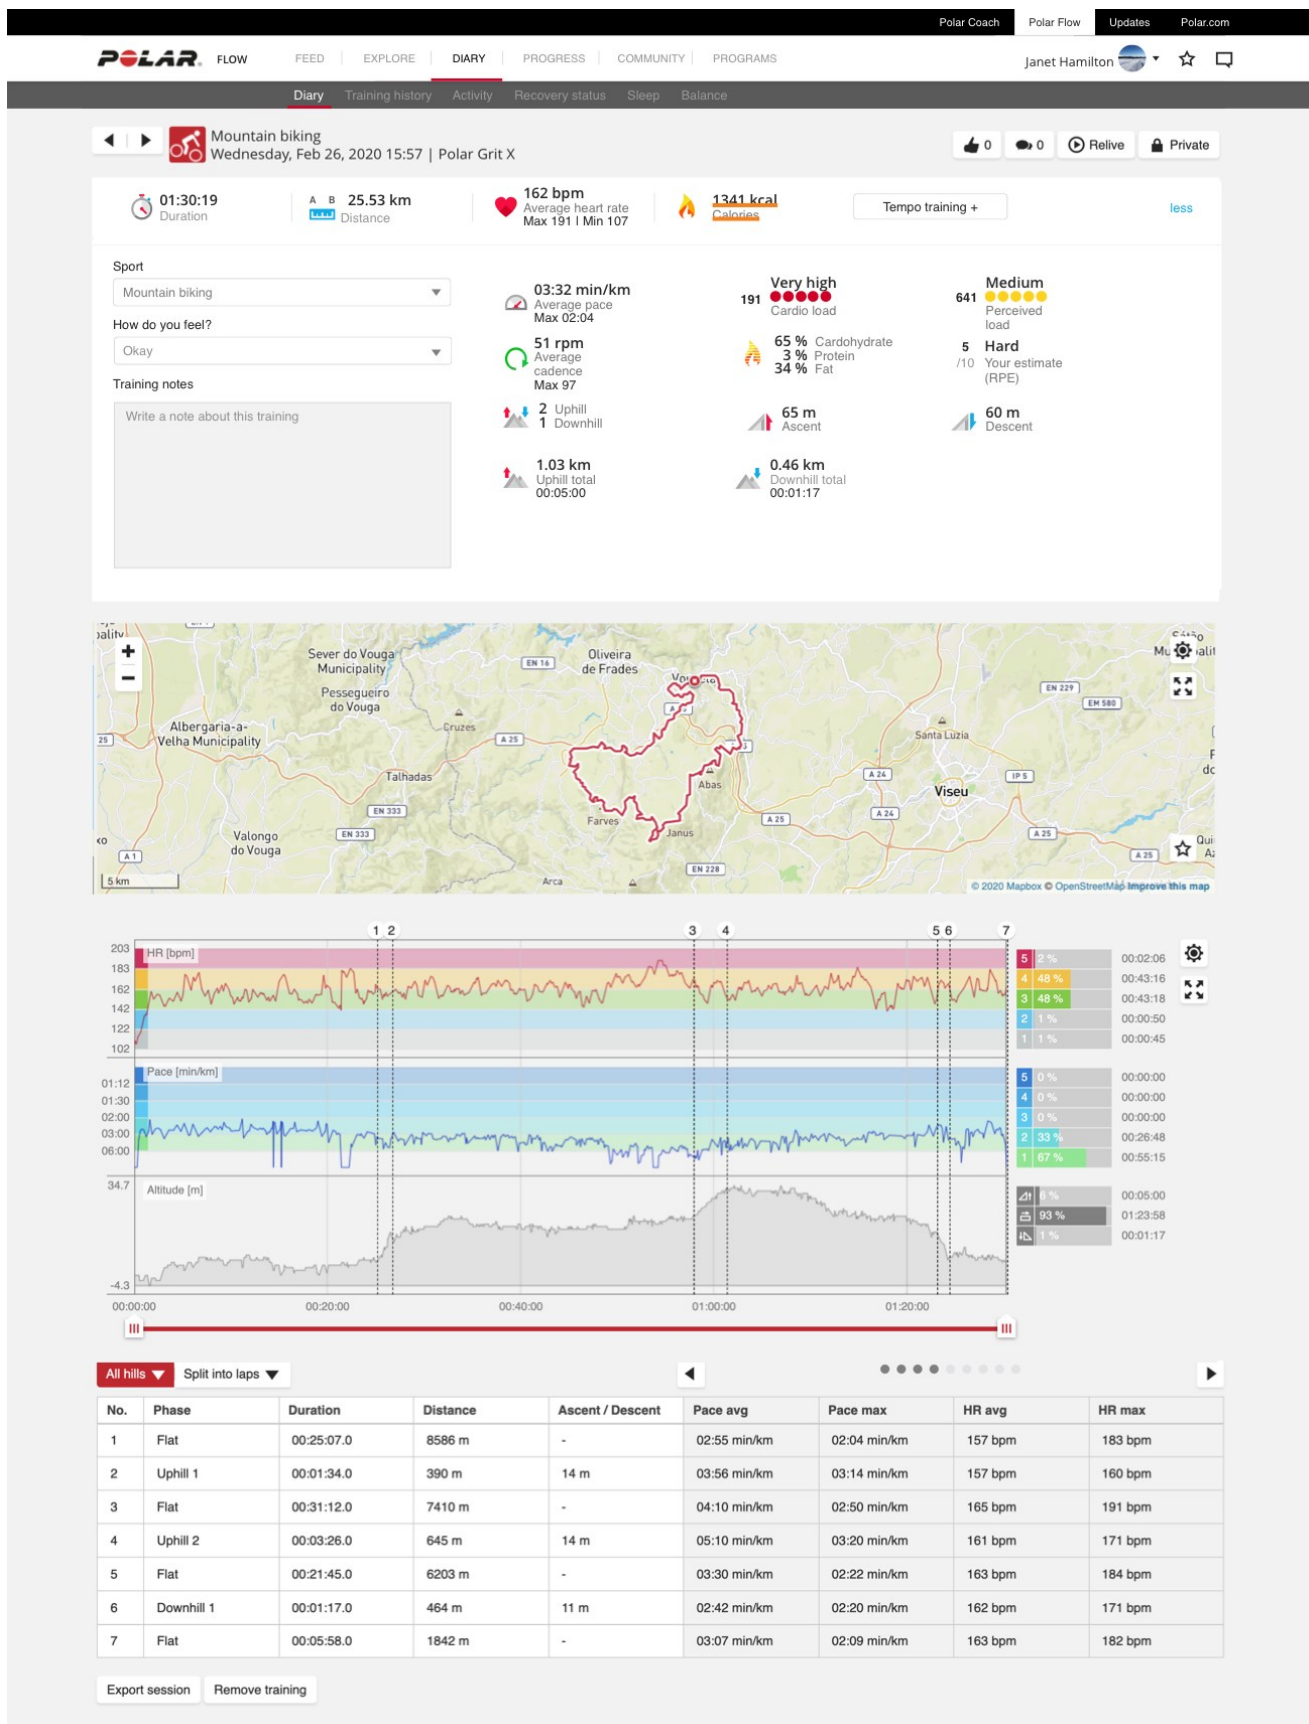 Polar Coach Polar Flow Updates Polar.com
POLAR. FLOW FEED EXPLORE DIARY PROGRESS COMMUNITY PROGRAMS Janet Hamilton
Diary Training history Activity Recovery status Sleep Balance
Mountain biking
Wednesday, Feb 26, 2020 15:57 | Polar Grit X
0 0 Relive Private
01:30:19
Duration
A B 25.53 km
Distance
162 bpm
Average heart rate
Max 191 | Min 107
1341 kcal
Calories
Tempo training +
less
Sport
Mountain biking
How do you feel?
Okay
Training notes
Write a note about this training
03:32 min/km
Average pace
Max 02:04
191 Very high
Cardio load
641 Medium
Perceived
load
51 rpm
Average
cadence
Max 97
65 % Cardohydrate
3 % Protein
34 % Fat
5 Hard
/10 Your estimate
(RPE)
2 Uphill
1 Downhill
65 m
Ascent
60 m
Descent
1.03 km
Uphill total
00:05:00
0.46 km
Downhill total
00:01:17
+
−
Sever do Vouga
Municipality
Pessegueiro
do Vouga
Oliveira
de Frades
EN 16
EN 229
EM 580
Albergaria-a-
Velha Municipality
25
Cruzes
A 25
Santa Luzia
Talhadas
Abas
A 24
IP 5
Viseu
EN 333
Farves
A 25
A 24
Valongo
do Vouga
EN 333
Janus
A 25
A 1
EN 228
A 25
5 km
Arca
© 2020 Mapbox © OpenStreetMap Improve this map
1 2 3 4 5 6 7
HR [bpm]
203
183
162
142
122
102
5 2 % 00:02:06
4 48 % 00:43:16
3 48 % 00:43:18
2 1 % 00:00:50
1 1 % 00:00:45
Pace [min/km]
01:12
01:30
02:00
03:00
06:00
5 0 % 00:00:00
4 0 % 00:00:00
3 0 % 00:00:00
2 33 % 00:26:48
1 67 % 00:55:15
34.7 Altitude [m]
-4.3
6 % 00:05:00
93 % 01:23:58
1 % 00:01:17
00:00:00 00:20:00 00:40:00 01:00:00 01:20:00
All hills Split into laps
No. Phase Duration Distance Ascent / Descent Pace avg Pace max HR avg HR max
1 Flat 00:25:07.0 8586 m - 02:55 min/km 02:04 min/km 157 bpm 183 bpm
2 Uphill 1 00:01:34.0 390 m 14 m 03:56 min/km 03:14 min/km 157 bpm 160 bpm
3 Flat 00:31:12.0 7410 m - 04:10 min/km 02:50 min/km 165 bpm 191 bpm
4 Uphill 2 00:03:26.0 645 m 14 m 05:10 min/km 03:20 min/km 161 bpm 171 bpm
5 Flat 00:21:45.0 6203 m - 03:30 min/km 02:22 min/km 163 bpm 184 bpm
6 Downhill 1 00:01:17.0 464 m 11 m 02:42 min/km 02:20 min/km 162 bpm 171 bpm
7 Flat 00:05:58.0 1842 m - 03:07 min/km 02:09 min/km 163 bpm 182 bpm
Export session Remove training